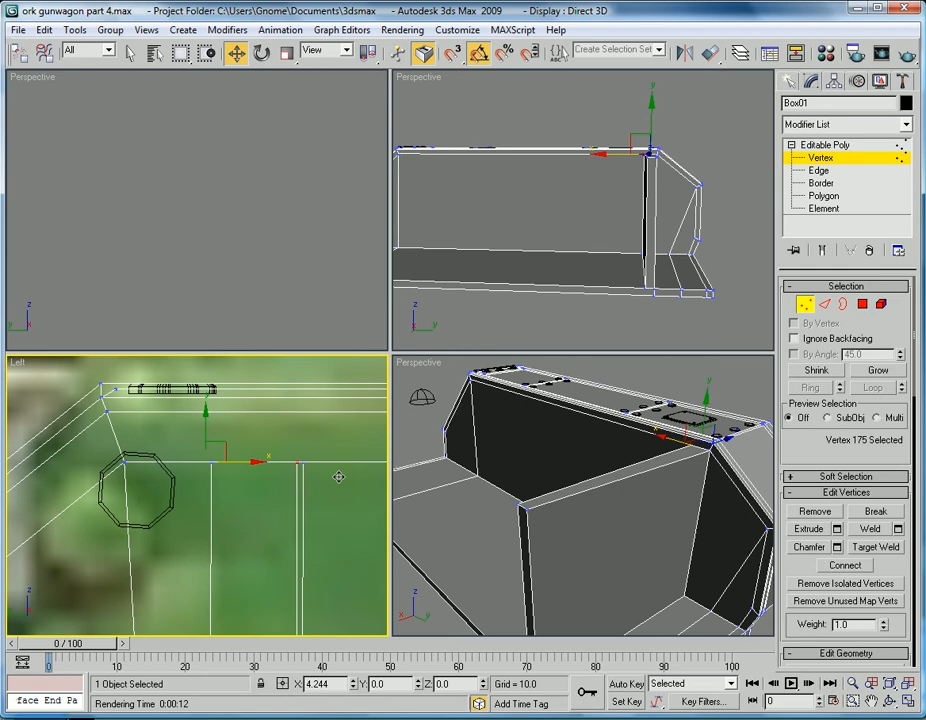 ork gunwagon part 4.max - Project Folder: C:\Users\Gnome\Documents\3dsmax - Autodesk 3ds Max 2009 - Display : Direct 3D
File Edit Tools Group Views Create Modifiers Animation Graph Editors Rendering Customize MAXScript Help
All View 3 % ABC Create Selection Set
Perspective Perspective
Box01
Modifier List
Editable Poly
Vertex
Edge
Border
Polygon
Element
y
x
z
y x
z
y
Selection
By Vertex
Ignore Backfacing
By Angle: 45.0
Shrink Grow
Ring Loop
Preview Selection
Off SubObj Multi
Vertex 175 Selected
Left Perspective
y
x
z
y
x
z
x y
Soft Selection
Edit Vertices
Remove Break
Extrude Weld
Chamfer Target Weld
Connect
Remove Isolated Vertices
Remove Unused Map Verts
Weight: 1.0
Edit Geometry
< 0 / 100 >
0 10 20 30 40 50 60 70 80 90 100
1 Object Selected X: 4.244 Y: 0.0 Z: 0.0 Grid = 10.0 Auto Key Selected
face End Pa Rendering Time 0:00:12 Add Time Tag Set Key Key Filters... 0